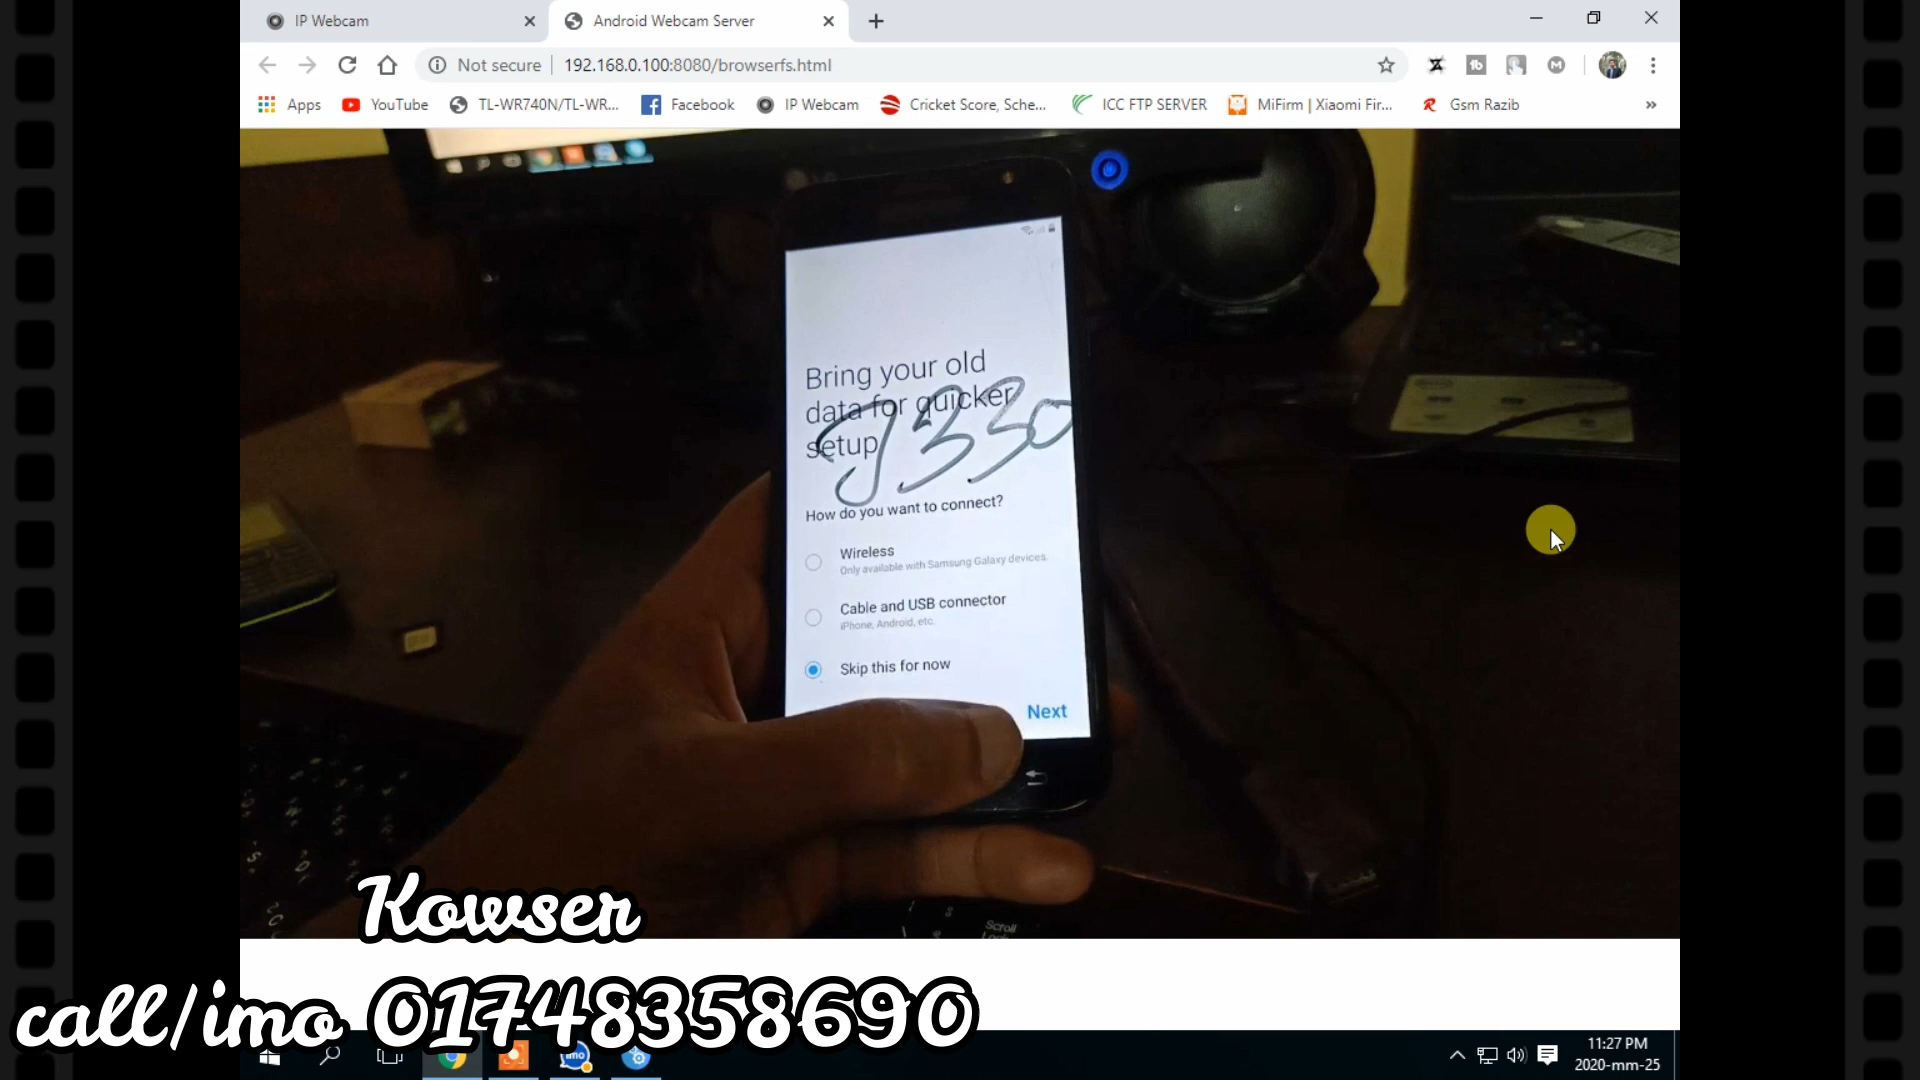 IP Webcam
Android Webcam Server
Not secure
192.168.0.100:8080/browserfs.html
Apps
YouTube
TL-WR740N/TL-WR...
Facebook
IP Webcam
Cricket Score, Sche...
ICC FTP SERVER
MiFirm | Xiaomi Fir...
Gsm Razib
»
Bring your old
data for quicker
setup
J330
How do you want to connect?
Wireless
Only available with Samsung Galaxy devices.
Cable and USB connector
iPhone, Android, etc.
Skip this for now
Next
Scroll
Kowser
call/imo 01748358690
imo
11:27 PM
2020-mm-25